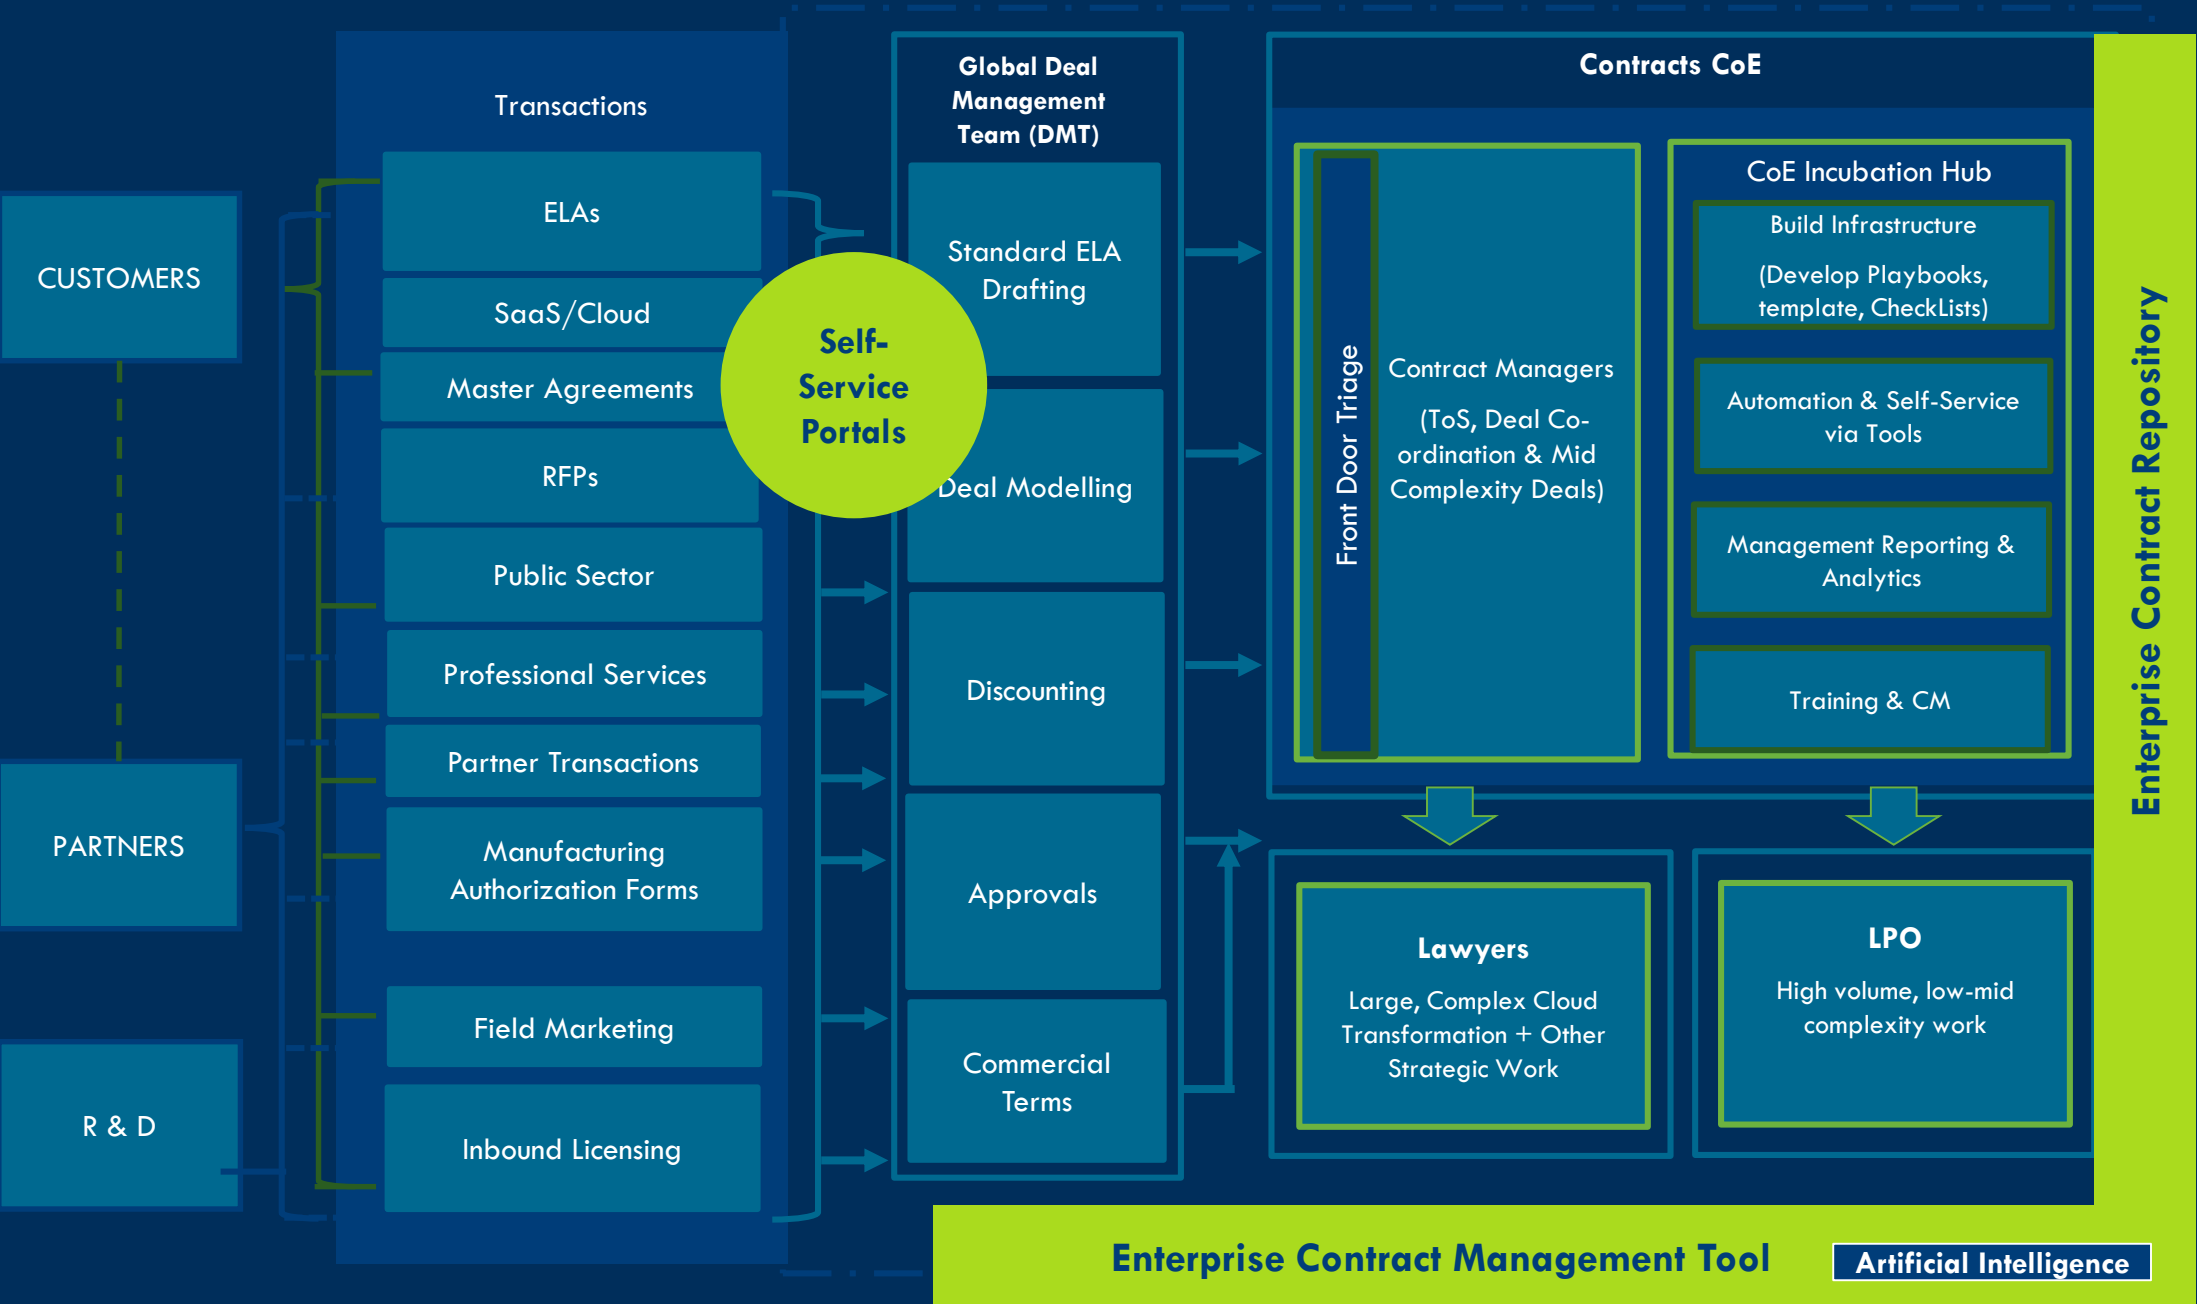 CUSTOMERS
PARTNERS
R & D
Transactions
ELAs
SaaS/Cloud
Master Agreements
RFPs
Public Sector
Professional Services
Partner Transactions
Manufacturing
Authorization Forms
Field Marketing
Inbound Licensing
Self-
Service
Portals
Global Deal
Management
Team (DMT)
Standard ELA
Drafting
Deal Modelling
Discounting
Approvals
Commercial
Terms
Contracts CoE
Front Door Triage
Contract Managers
(ToS, Deal Co-
ordination & Mid
Complexity Deals)
CoE Incubation Hub
Build Infrastructure
(Develop Playbooks,
template, CheckLists)
Automation & Self-Service
via Tools
Management Reporting &
Analytics
Training & CM
Lawyers
Large, Complex Cloud
Transformation + Other
Strategic Work
LPO
High volume, low-mid
complexity work
Enterprise Contract Repository
Enterprise Contract Management Tool
Artificial Intelligence